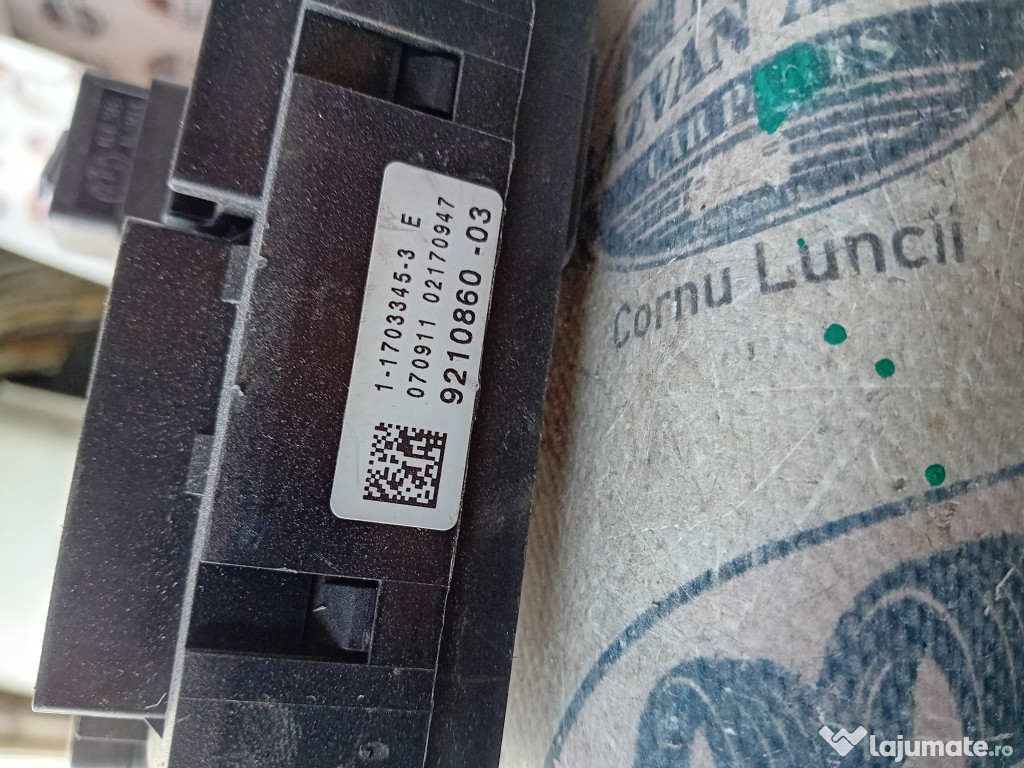 1-1703345-3 E
070911 02170947
9210860 -03
Cornu Luncii
lajumate.ro